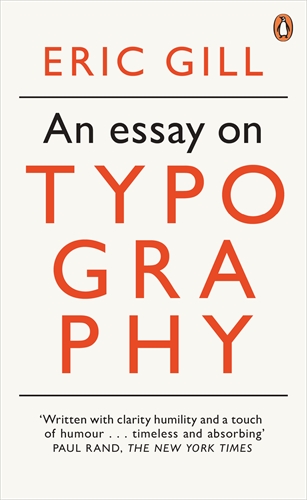 ERIC GILL
An essay on
TYPO
GRA
PHY
‘Written with clarity humility and a touch
of humour . . . timeless and absorbing’
PAUL RAND, THE NEW YORK TIMES